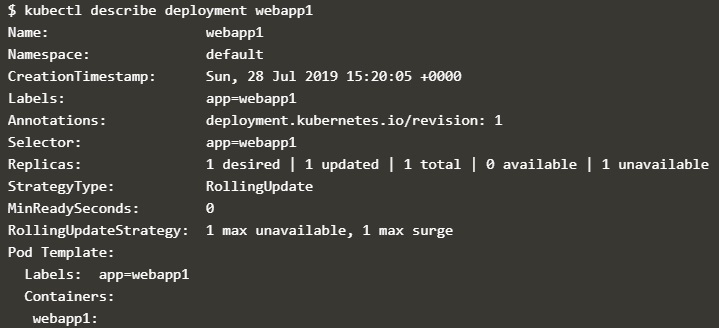 $ kubectl describe deployment webapp1
Name:                   webapp1
Namespace:              default
CreationTimestamp:      Sun, 28 Jul 2019 15:20:05 +0000
Labels:                 app=webapp1
Annotations:            deployment.kubernetes.io/revision: 1
Selector:               app=webapp1
Replicas:               1 desired | 1 updated | 1 total | 0 available | 1 unavailable
StrategyType:           RollingUpdate
MinReadySeconds:        0
RollingUpdateStrategy:  1 max unavailable, 1 max surge
Pod Template:
  Labels:  app=webapp1
  Containers:
   webapp1: